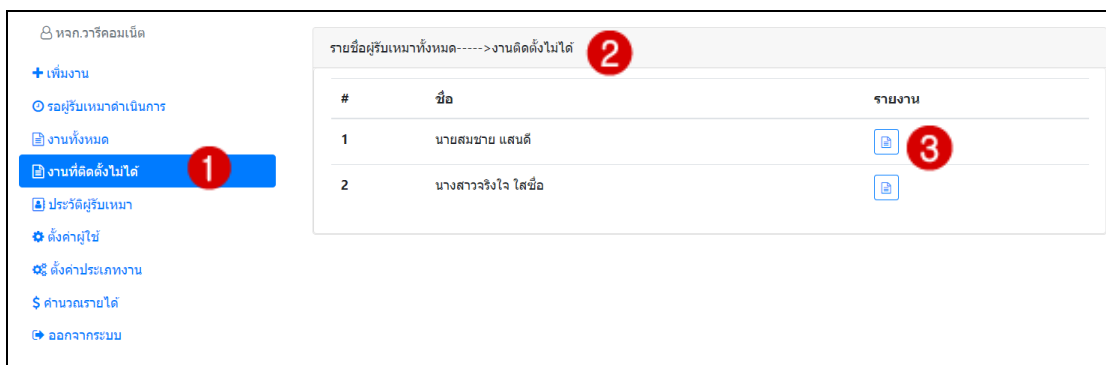 หจก.วารีคอมเน็ต
เพิ่มงาน
รอผู้รับเหมาดำเนินการ
งานทั้งหมด
งานที่ติดตั้งไม่ได้
1
ประวัติผู้รับเหมา
ตั้งค่าผู้ใช้
ตั้งค่าประเภทงาน
$ คำนวณรายได้
ออกจากระบบ
รายชื่อผู้รับเหมาทั้งหมด----->งานติดตั้งไม่ได้ 2
# ชื่อ รายงาน
1 นายสมชาย แสนดี 3
2 นางสาวจริงใจ ใสซื่อ